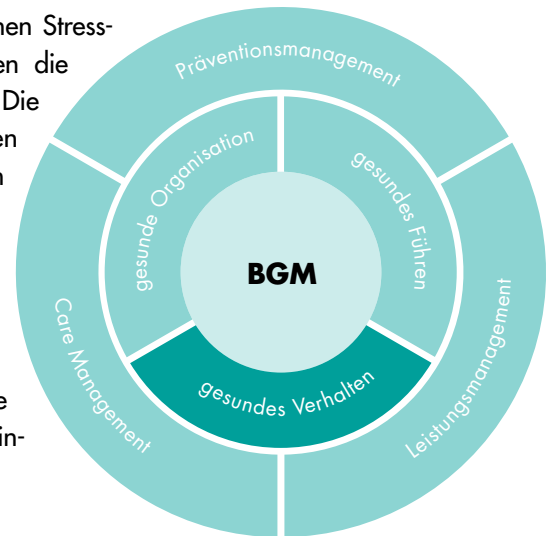 nen Stress-
en die
Die
en
n
e
in-
Präventionsmanagement
gesunde Organisation
gesundes Führen
BGM
gesundes Verhalten
Care Management
Leistungsmanagement